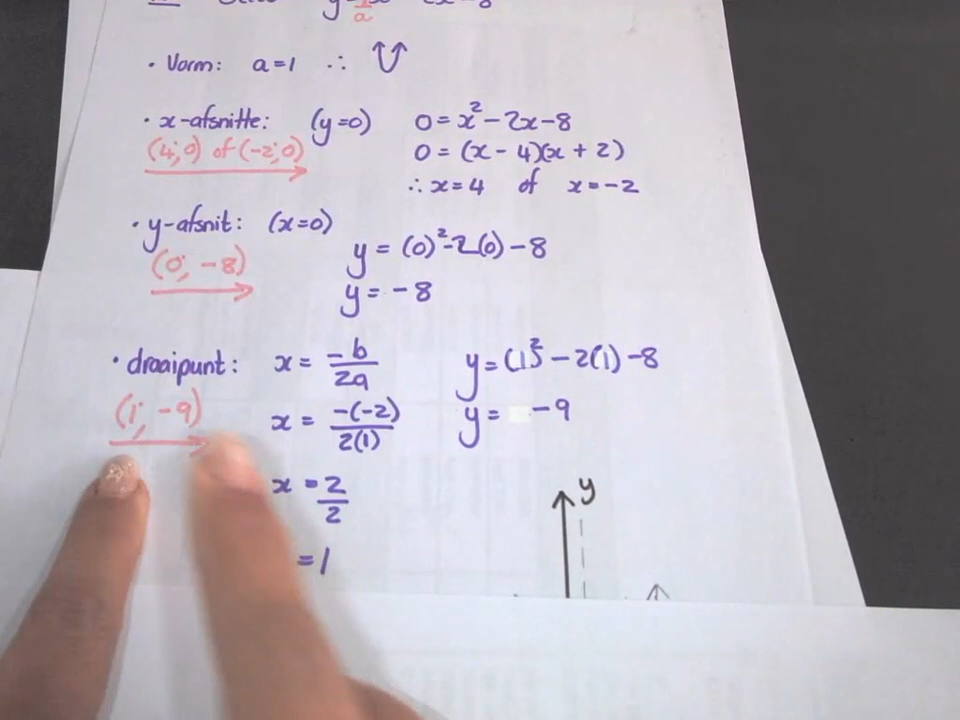 a
• Vorm: a=1 ∴
• x-afsnitte: (y=0) 0 = x² - 2x - 8
(4;0) of (-2;0) 0 = (x - 4)(x + 2)
∴ x = 4 of x = -2
• y-afsnit: (x=0)
(0; -8) y = (0)² - 2(0) - 8
y = -8
• draaipunt: x = -b/2a y = (1)² - 2(1) - 8
(1; -9) x = -(-2)/2(1) y = -9
x = 2/2
= 1
y